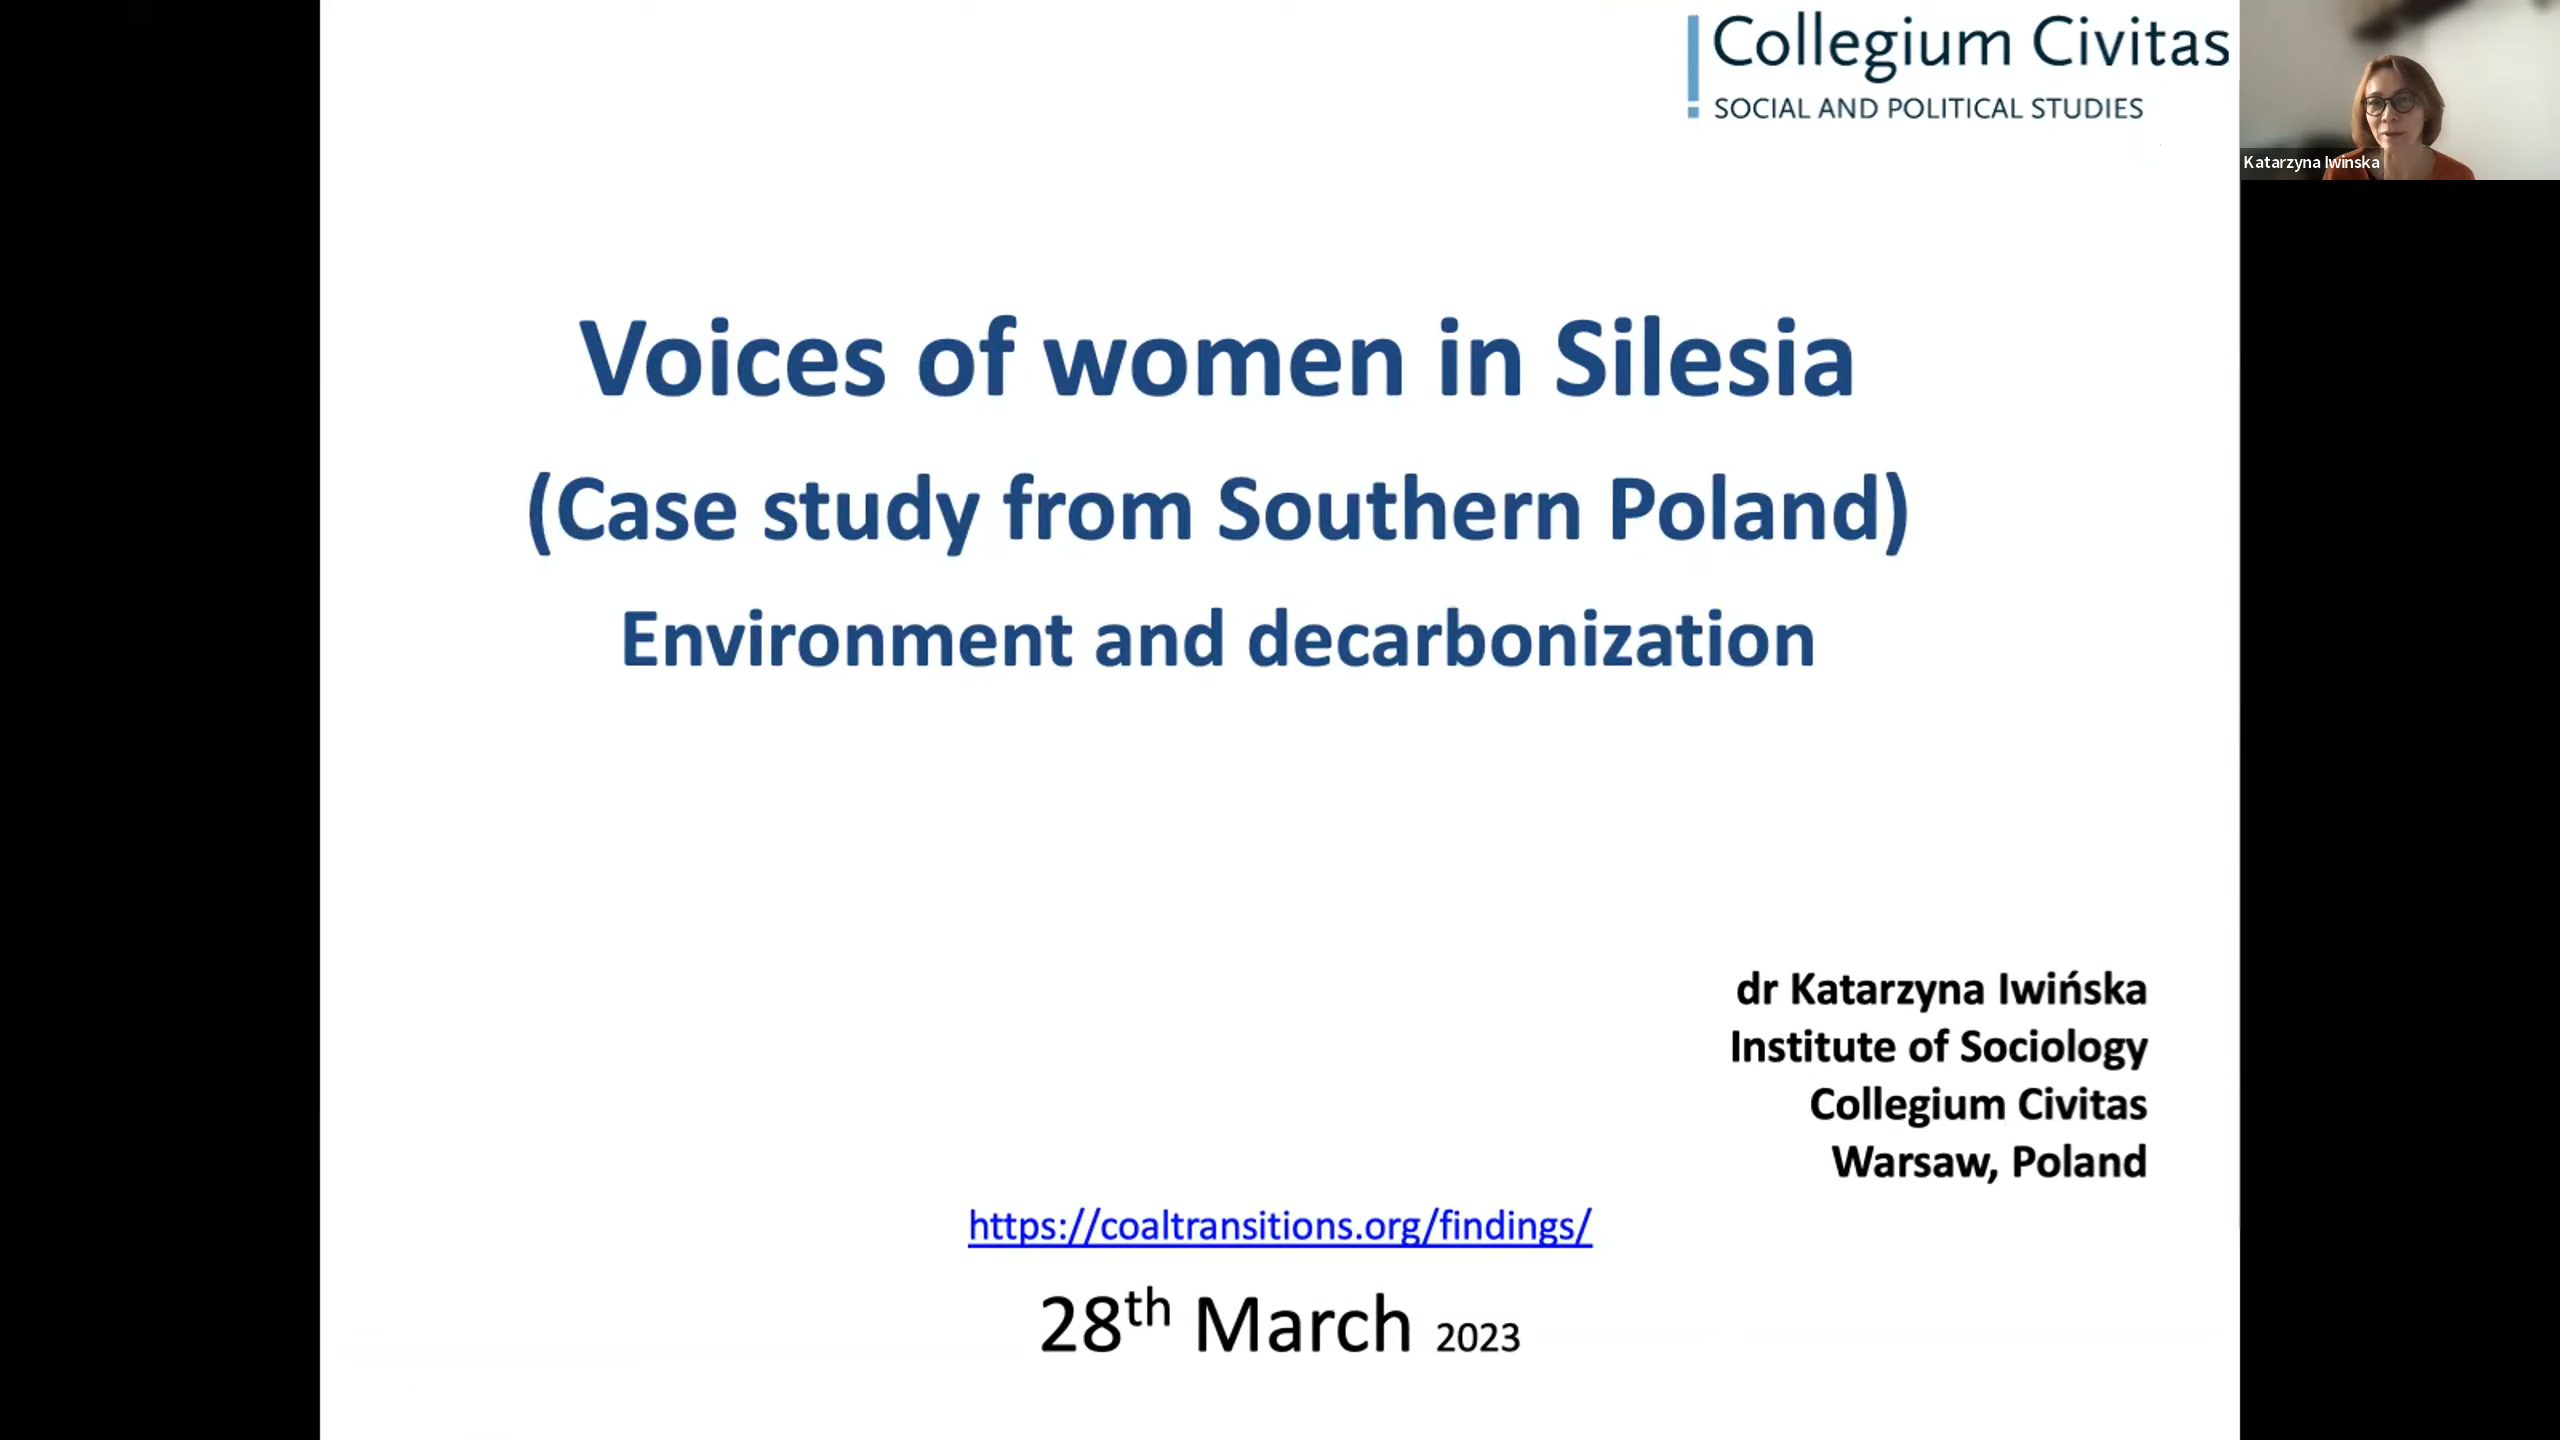 Collegium Civitas
SOCIAL AND POLITICAL STUDIES
Katarzyna Iwinska
Voices of women in Silesia
(Case study from Southern Poland)
Environment and decarbonization
dr Katarzyna Iwińska
Institute of Sociology
Collegium Civitas
Warsaw, Poland
https://coaltransitions.org/findings/
28th March 2023